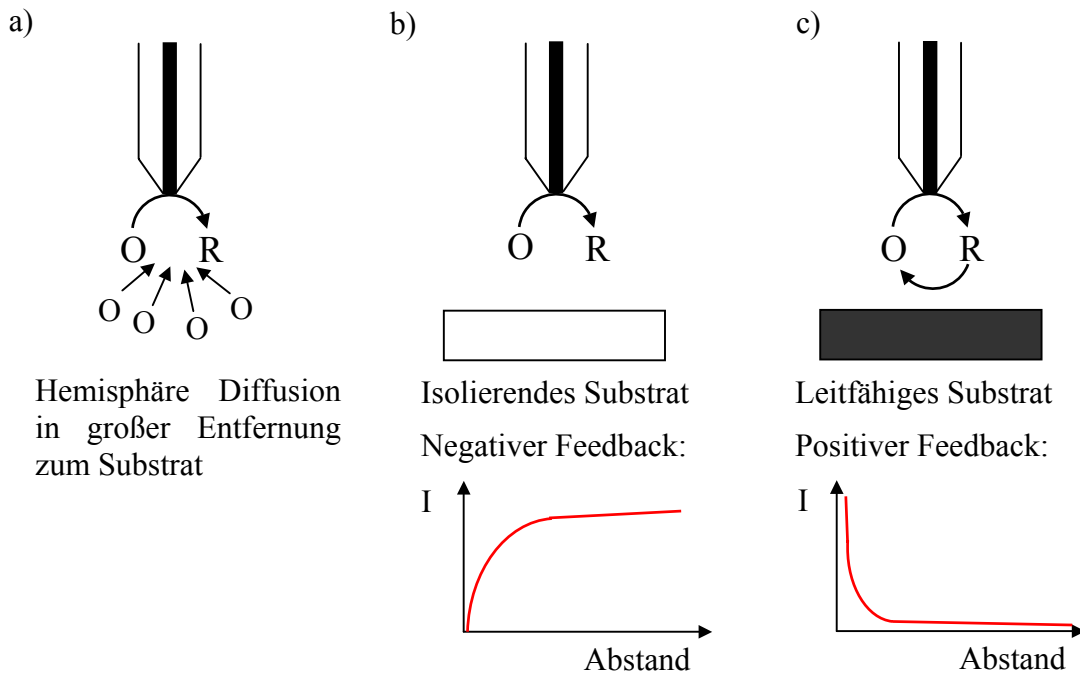 a)
O R
O O O O
Hemisphäre Diffusion
in großer Entfernung
zum Substrat
b)
O R
Isolierendes Substrat
Negativer Feedback:
I
Abstand
c)
O R
Leitfähiges Substrat
Positiver Feedback:
I
Abstand